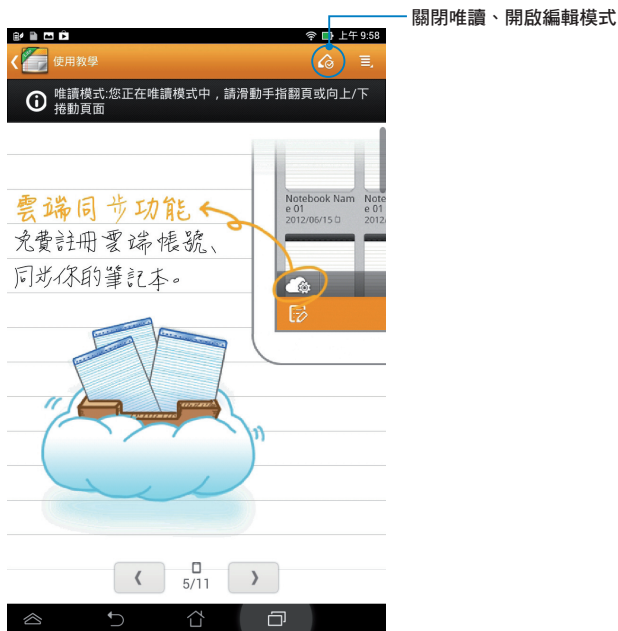 關閉唯讀、開啟編輯模式
上午 9:58
使用教學
唯讀模式:您正在唯讀模式中，請滑動手指翻頁或向上/下
捲動頁面
Notebook Nam
e 01
2012/06/15
Note
e 01
2012/
雲端同步功能
免費註冊雲端帳號、
同步你的筆記本。
5/11